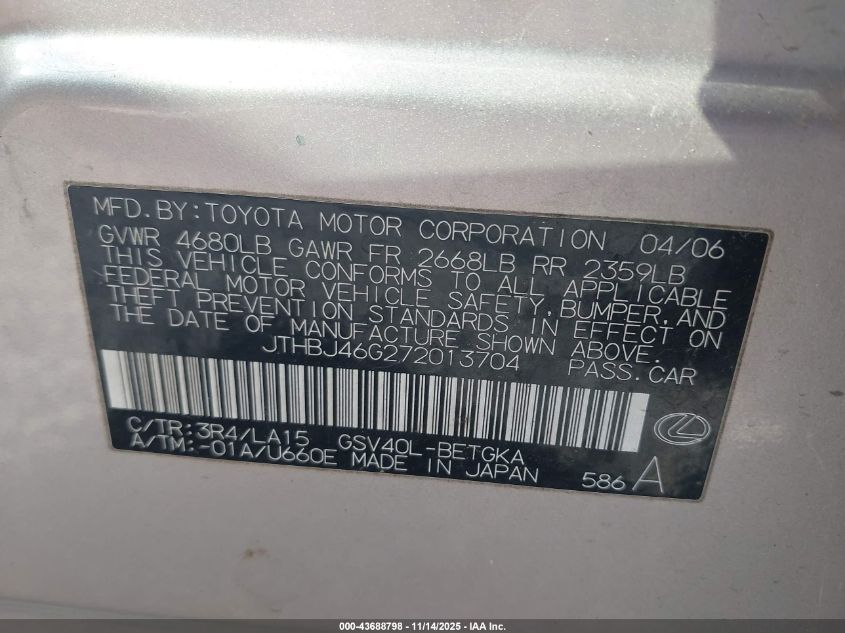 MFD.BY:TOYOTA MOTOR CORPORATION 04/06
GVWR 4680LB GAWR FR 2668LB RR 2359LB
THIS VEHICLE CONFORMS TO ALL APPLICABLE
FEDERAL MOTOR VEHICLE SAFETY,BUMPER,AND
THEFT PREVENTION STANDARDS IN EFFECT ON
THE DATE OF MANUFACTURE SHOWN ABOVE.
JTHBJ46G272013704 PASS.CAR
C/TR:3R4/LA15 GSV40L-BETGKA
A/TM:-01A/U660E MADE IN JAPAN
586 A
000-43688798 - 11/14/2025 - IAA Inc.